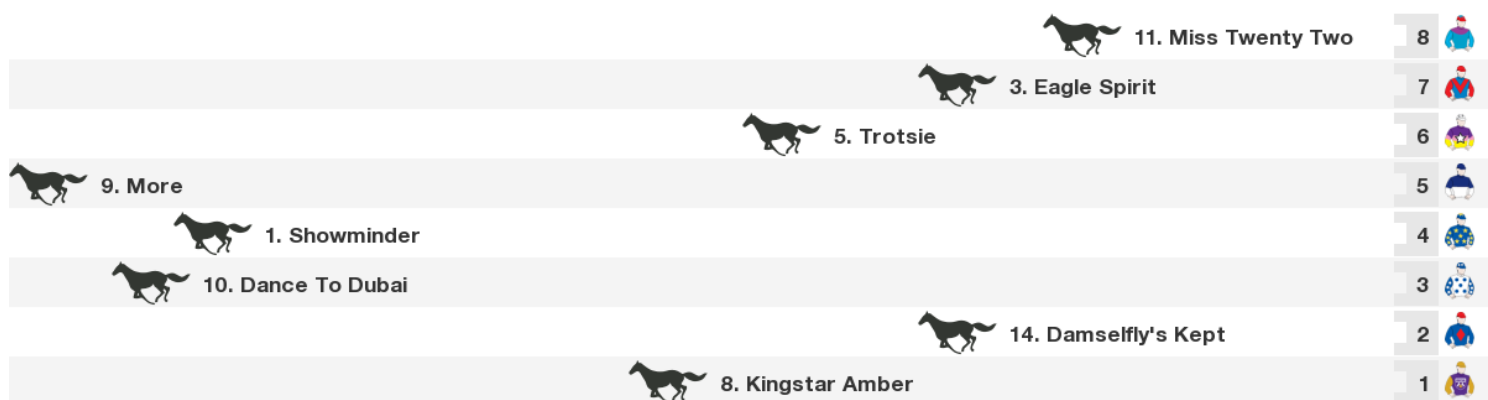 11. Miss Twenty Two 8
3. Eagle Spirit 7
5. Trotsie 6
9. More 5
1. Showminder 4
10. Dance To Dubai 3
14. Damselfly's Kept 2
8. Kingstar Amber 1